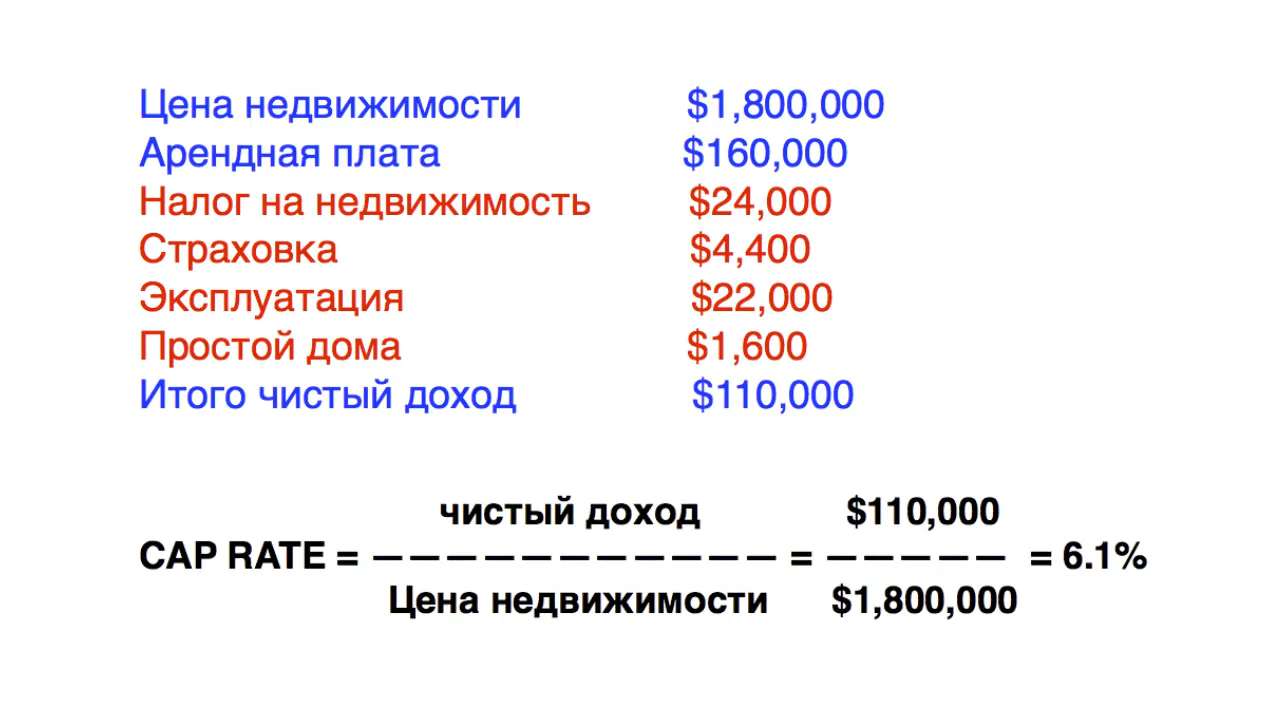 Цена недвижимости $1,800,000
Арендная плата $160,000
Налог на недвижимость $24,000
Страховка $4,400
Эксплуатация $22,000
Простой дома $1,600
Итого чистый доход $110,000
чистый доход $110,000
CAP RATE = — — — — — — — — — — — = — — — — — = 6.1%
Цена недвижимости $1,800,000